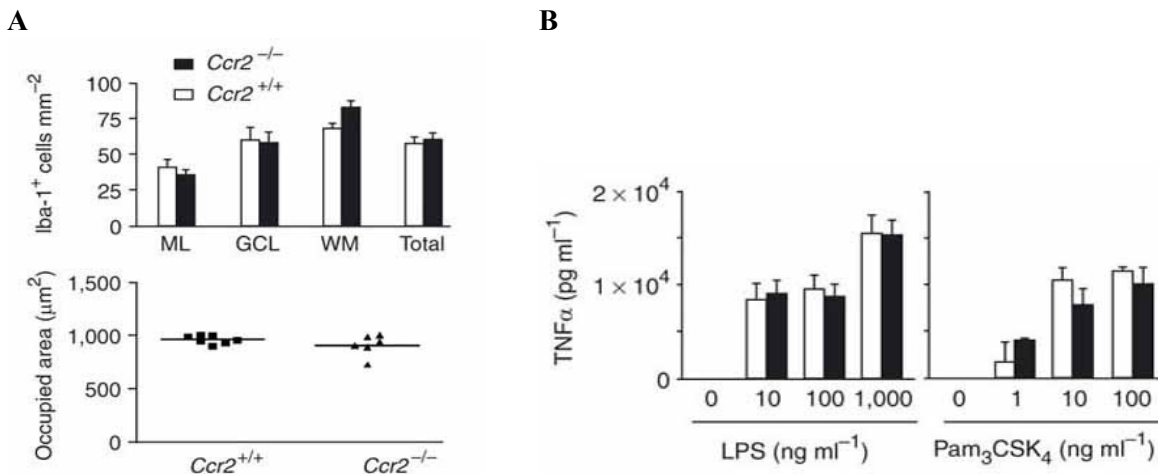 A
Iba-1⁺ cells mm⁻²
100
75
50
25
0
Ccr2⁻/⁻
Ccr2⁺/⁺
ML GCL WM Total
Occupied area (μm²)
1,500
1,000
500
0
Ccr2⁺/⁺ Ccr2⁻/⁻
B
TNFα (pg ml⁻¹)
2 × 10⁴
1 × 10⁴
0
0 10 100 1,000
LPS (ng ml⁻¹)
0 1 10 100
Pam₃CSK₄ (ng ml⁻¹)